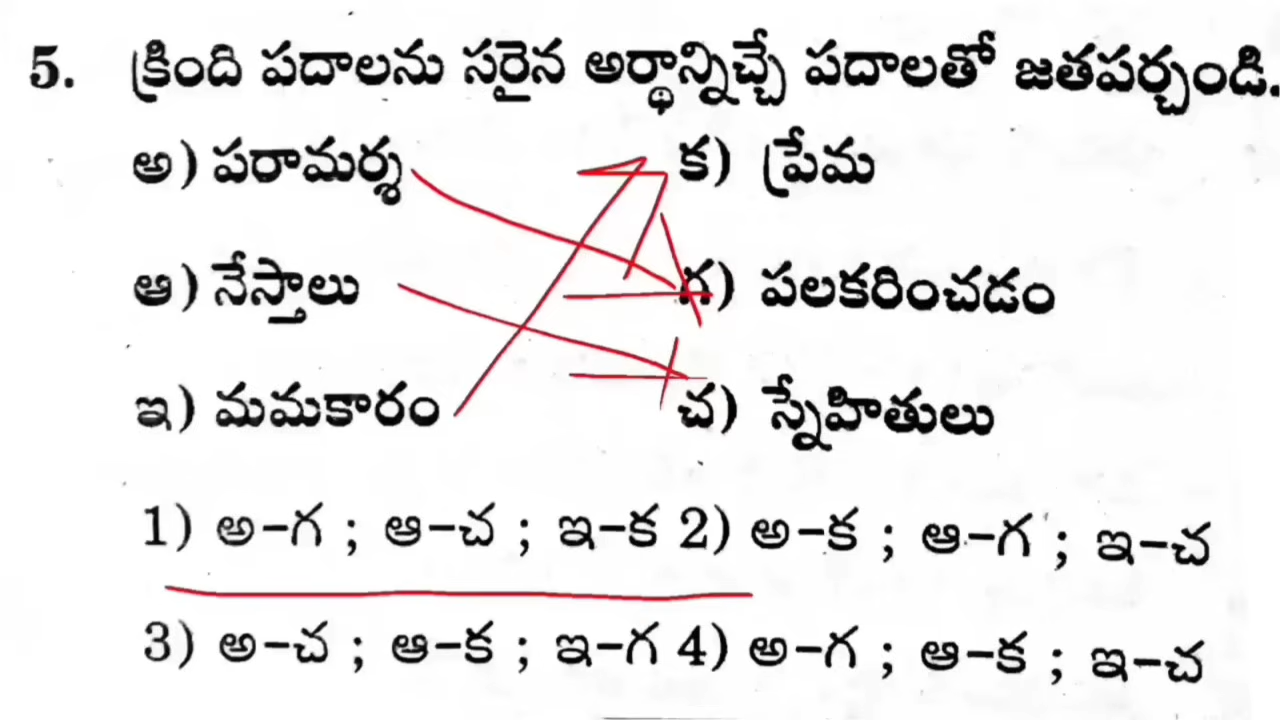 5. క్రింది పదాలను సరైన అర్థాన్నిచ్చే పదాలతో జతపర్చండి.
అ) పరామర్శ క) ప్రేమ
ఆ) నేస్తాలు గ) పలకరించడం
ఇ) మమకారం చ) స్నేహితులు
1) అ-గ ; ఆ-చ ; ఇ-క 2) అ-క ; ఆ-గ ; ఇ-చ
3) అ-చ ; ఆ-క ; ఇ-గ 4) అ-గ ; ఆ-క ; ఇ-చ